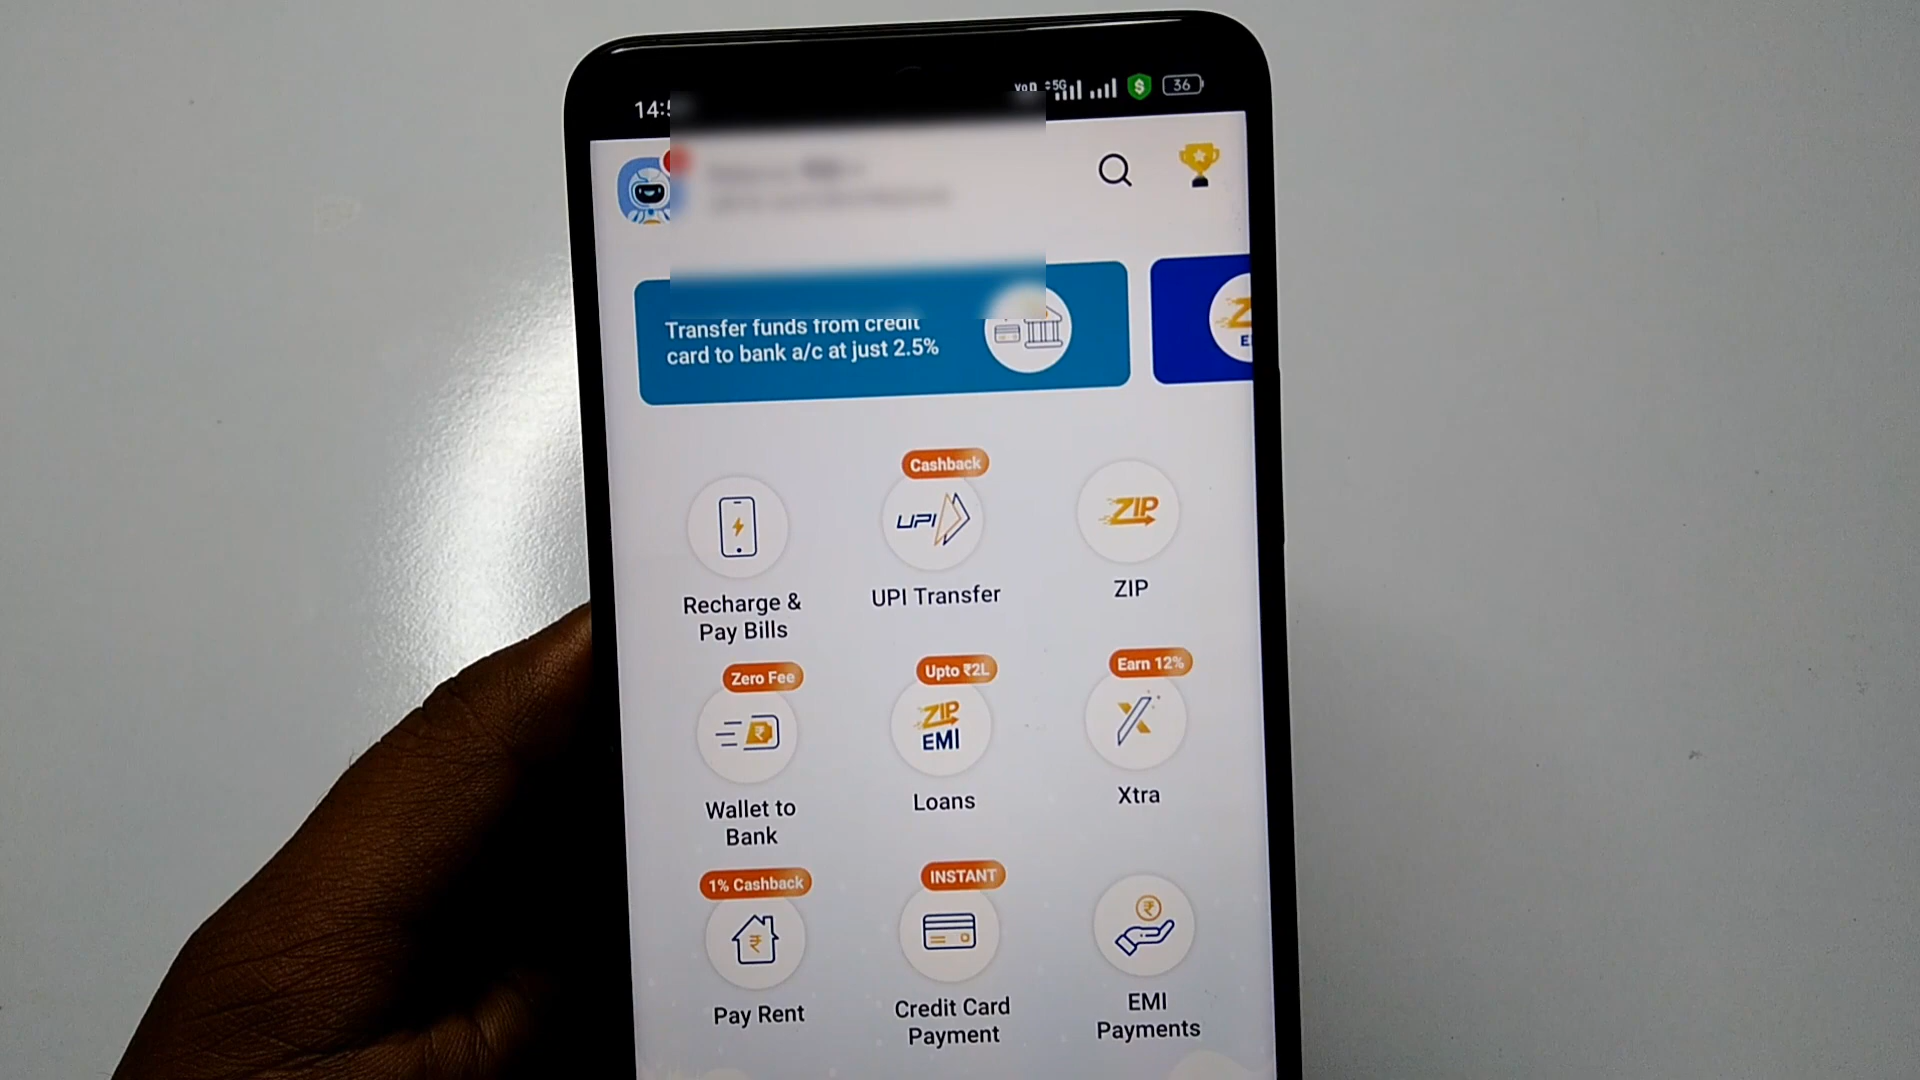 14:
VoD 5G
36
Transfer funds from credit
card to bank a/c at just 2.5%
Cashback
UPI
ZIP
Recharge &
Pay Bills
UPI Transfer
ZIP
Zero Fee
Upto ₹2L
Earn 12%
ZIP
EMI
Wallet to
Bank
Loans
Xtra
1% Cashback
INSTANT
Pay Rent
Credit Card
Payment
EMI
Payments